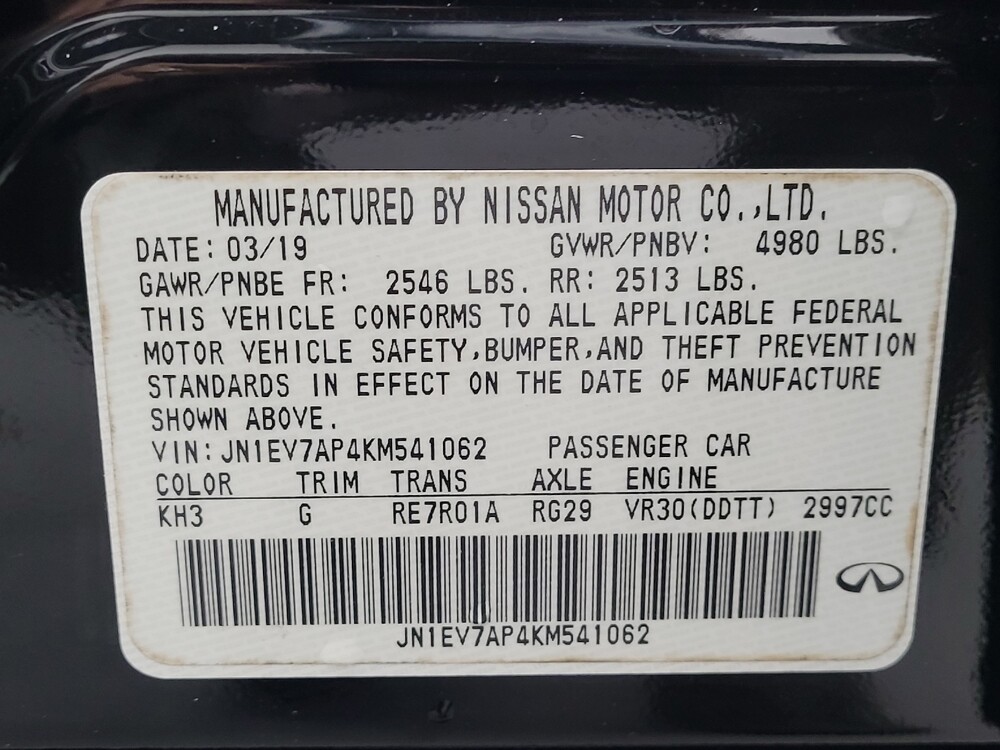 MANUFACTURED BY NISSAN MOTOR CO.,LTD.
DATE: 03/19 GVWR/PNBV: 4980 LBS.
GAWR/PNBE FR: 2546 LBS. RR: 2513 LBS.
THIS VEHICLE CONFORMS TO ALL APPLICABLE FEDERAL
MOTOR VEHICLE SAFETY,BUMPER,AND THEFT PREVENTION
STANDARDS IN EFFECT ON THE DATE OF MANUFACTURE
SHOWN ABOVE.
VIN:JN1EV7AP4KM541062 PASSENGER CAR
COLOR TRIM TRANS AXLE ENGINE
KH3 G RE7R01A RG29 VR30(DDTT) 2997CC
JN1EV7AP4KM541062